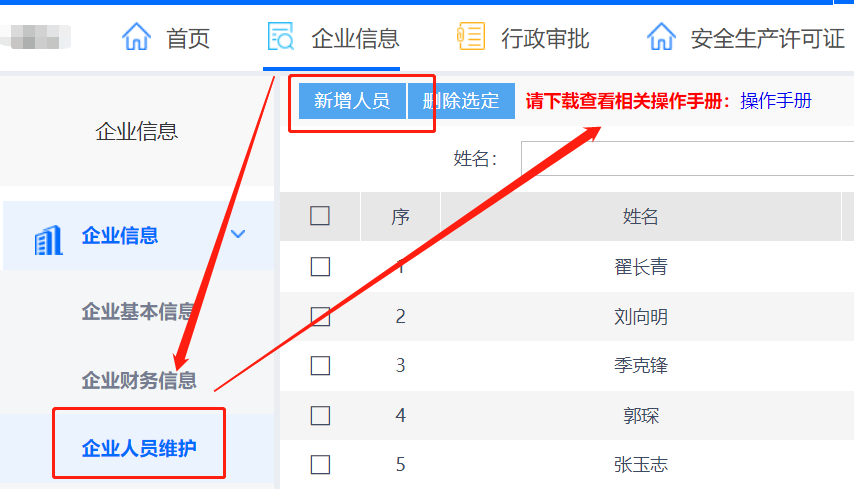 首页 企业信息 行政审批 安全生产许可证
新增人员 删除选定 请下载查看相关操作手册：操作手册
企业信息
姓名：
序 姓名
企业信息
1 翟长青
企业基本信息
2 刘向明
3 季克锋
企业财务信息
4 郭琛
企业人员维护
5 张玉志